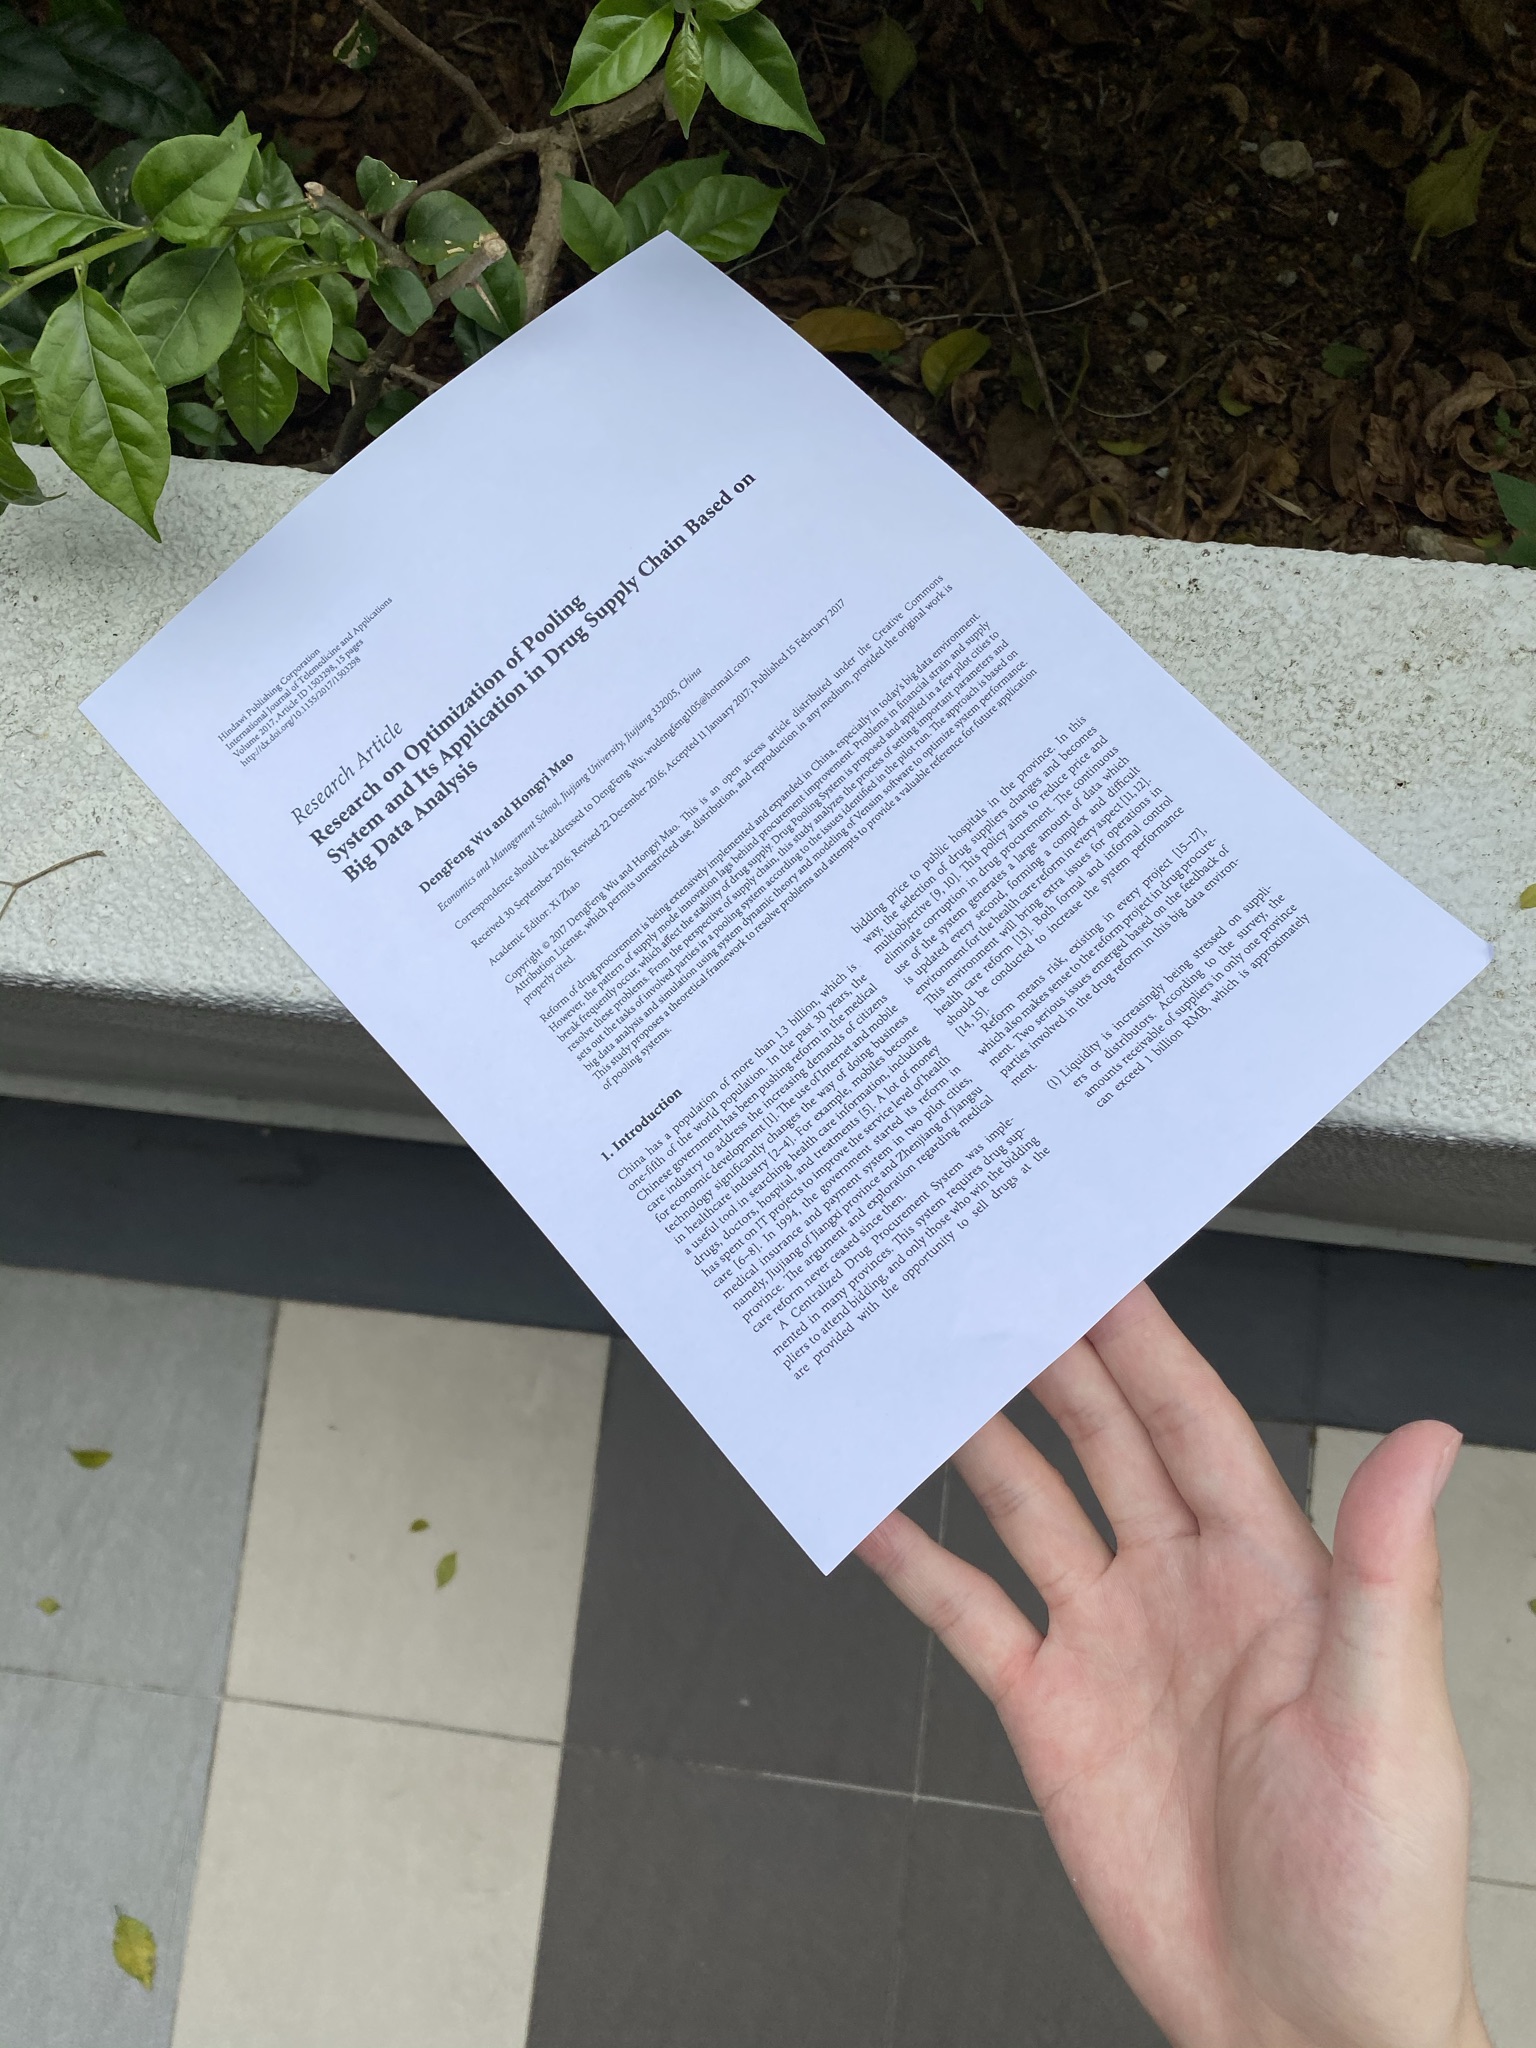 Hindawi Publishing Corporation
International Journal of Telemedicine and Applications
Volume 2017, Article ID 1503298, 15 pages
http://dx.doi.org/10.1155/2017/1503298
Research Article
Research on Optimization of Pooling
System and Its Application in Drug Supply Chain Based on
Big Data Analysis
DengFeng Wu and Hongyi Mao
Economics and Management School, Jiujiang University, Jiujiang 332005, China
Correspondence should be addressed to DengFeng Wu, wudengfeng1105@hotmail.com
Received 30 September 2016; Revised 22 December 2016; Accepted 11 January 2017; Published 15 February 2017
Academic Editor: Xi Zhao
Copyright © 2017 DengFeng Wu and Hongyi Mao. This is an open access article distributed under the Creative Commons
Attribution License, which permits unrestricted use, distribution, and reproduction in any medium, provided the original work is
properly cited.
Reform of drug procurement is being extensively implemented and expanded in China, especially in today's big data environment.
However, the pattern of supply mode innovation lags behind procurement improvement. Problems in financial strain and supply
break frequently occur, which affect the stability of drug supply. Drug Pooling System is proposed and applied in a few pilot cities to
resolve these problems. From the perspective of supply chain, this study analyzes the process of setting important parameters and
sets out the tasks of involved parties in a pooling system according to the issues identified in the pilot run. The approach is based on
big data analysis and simulation using system dynamic theory and modeling of Vensim software to optimize system performance.
This study proposes a theoretical framework to resolve problems and attempts to provide a valuable reference for future application
of pooling systems.
1. Introduction
China has a population of more than 1.3 billion, which is
one-fifth of the world population. In the past 30 years, the
Chinese government has been pushing reform in the medical
care industry to address the increasing demands of citizens
for economic development [1]. The use of Internet and mobile
technology significantly changes the way of doing business
in healthcare industry [2–4]. For example, mobiles become
a useful tool in searching health care information, including
drugs, doctors, hospital, and treatments [5]. A lot of money
has spent on IT projects to improve the service level of health
care [6–8]. In 1994, the government started its reform in
medical insurance and payment system in two pilot cities,
namely, Jiujiang of Jiangxi province and Zhenjiang of Jiangsu
province. The argument and exploration regarding medical
care reform never ceased since then.
A Centralized Drug Procurement System was imple-
mented in many provinces. This system requires drug sup-
pliers to attend bidding, and only those who win the bidding
are provided with the opportunity to sell drugs at the
bidding price to public hospitals in the province. In this
way, the selection of drug suppliers changes and becomes
multiobjective [9, 10]. This policy aims to reduce price and
eliminate corruption in drug procurement. The continuous
use of the system generates a large amount of data which
is updated every second, forming a complex and difficult
environment for the health care reform in every aspect [11, 12].
This environment will bring extra issues for operations in
health care reform [13]. Both formal and informal control
should be conducted to increase the system performance
[14, 15].
Reform means risk, existing in every project [15–17],
which also makes sense to the reform project in drug procure-
ment. Two serious issues emerged based on the feedback of
parties involved in the drug reform in this big data environ-
ment.
(1) Liquidity is increasingly being stressed on suppli-
ers or distributors. According to the survey, the
amounts receivable of suppliers in only one province
can exceed 1 billion RMB, which is approximately